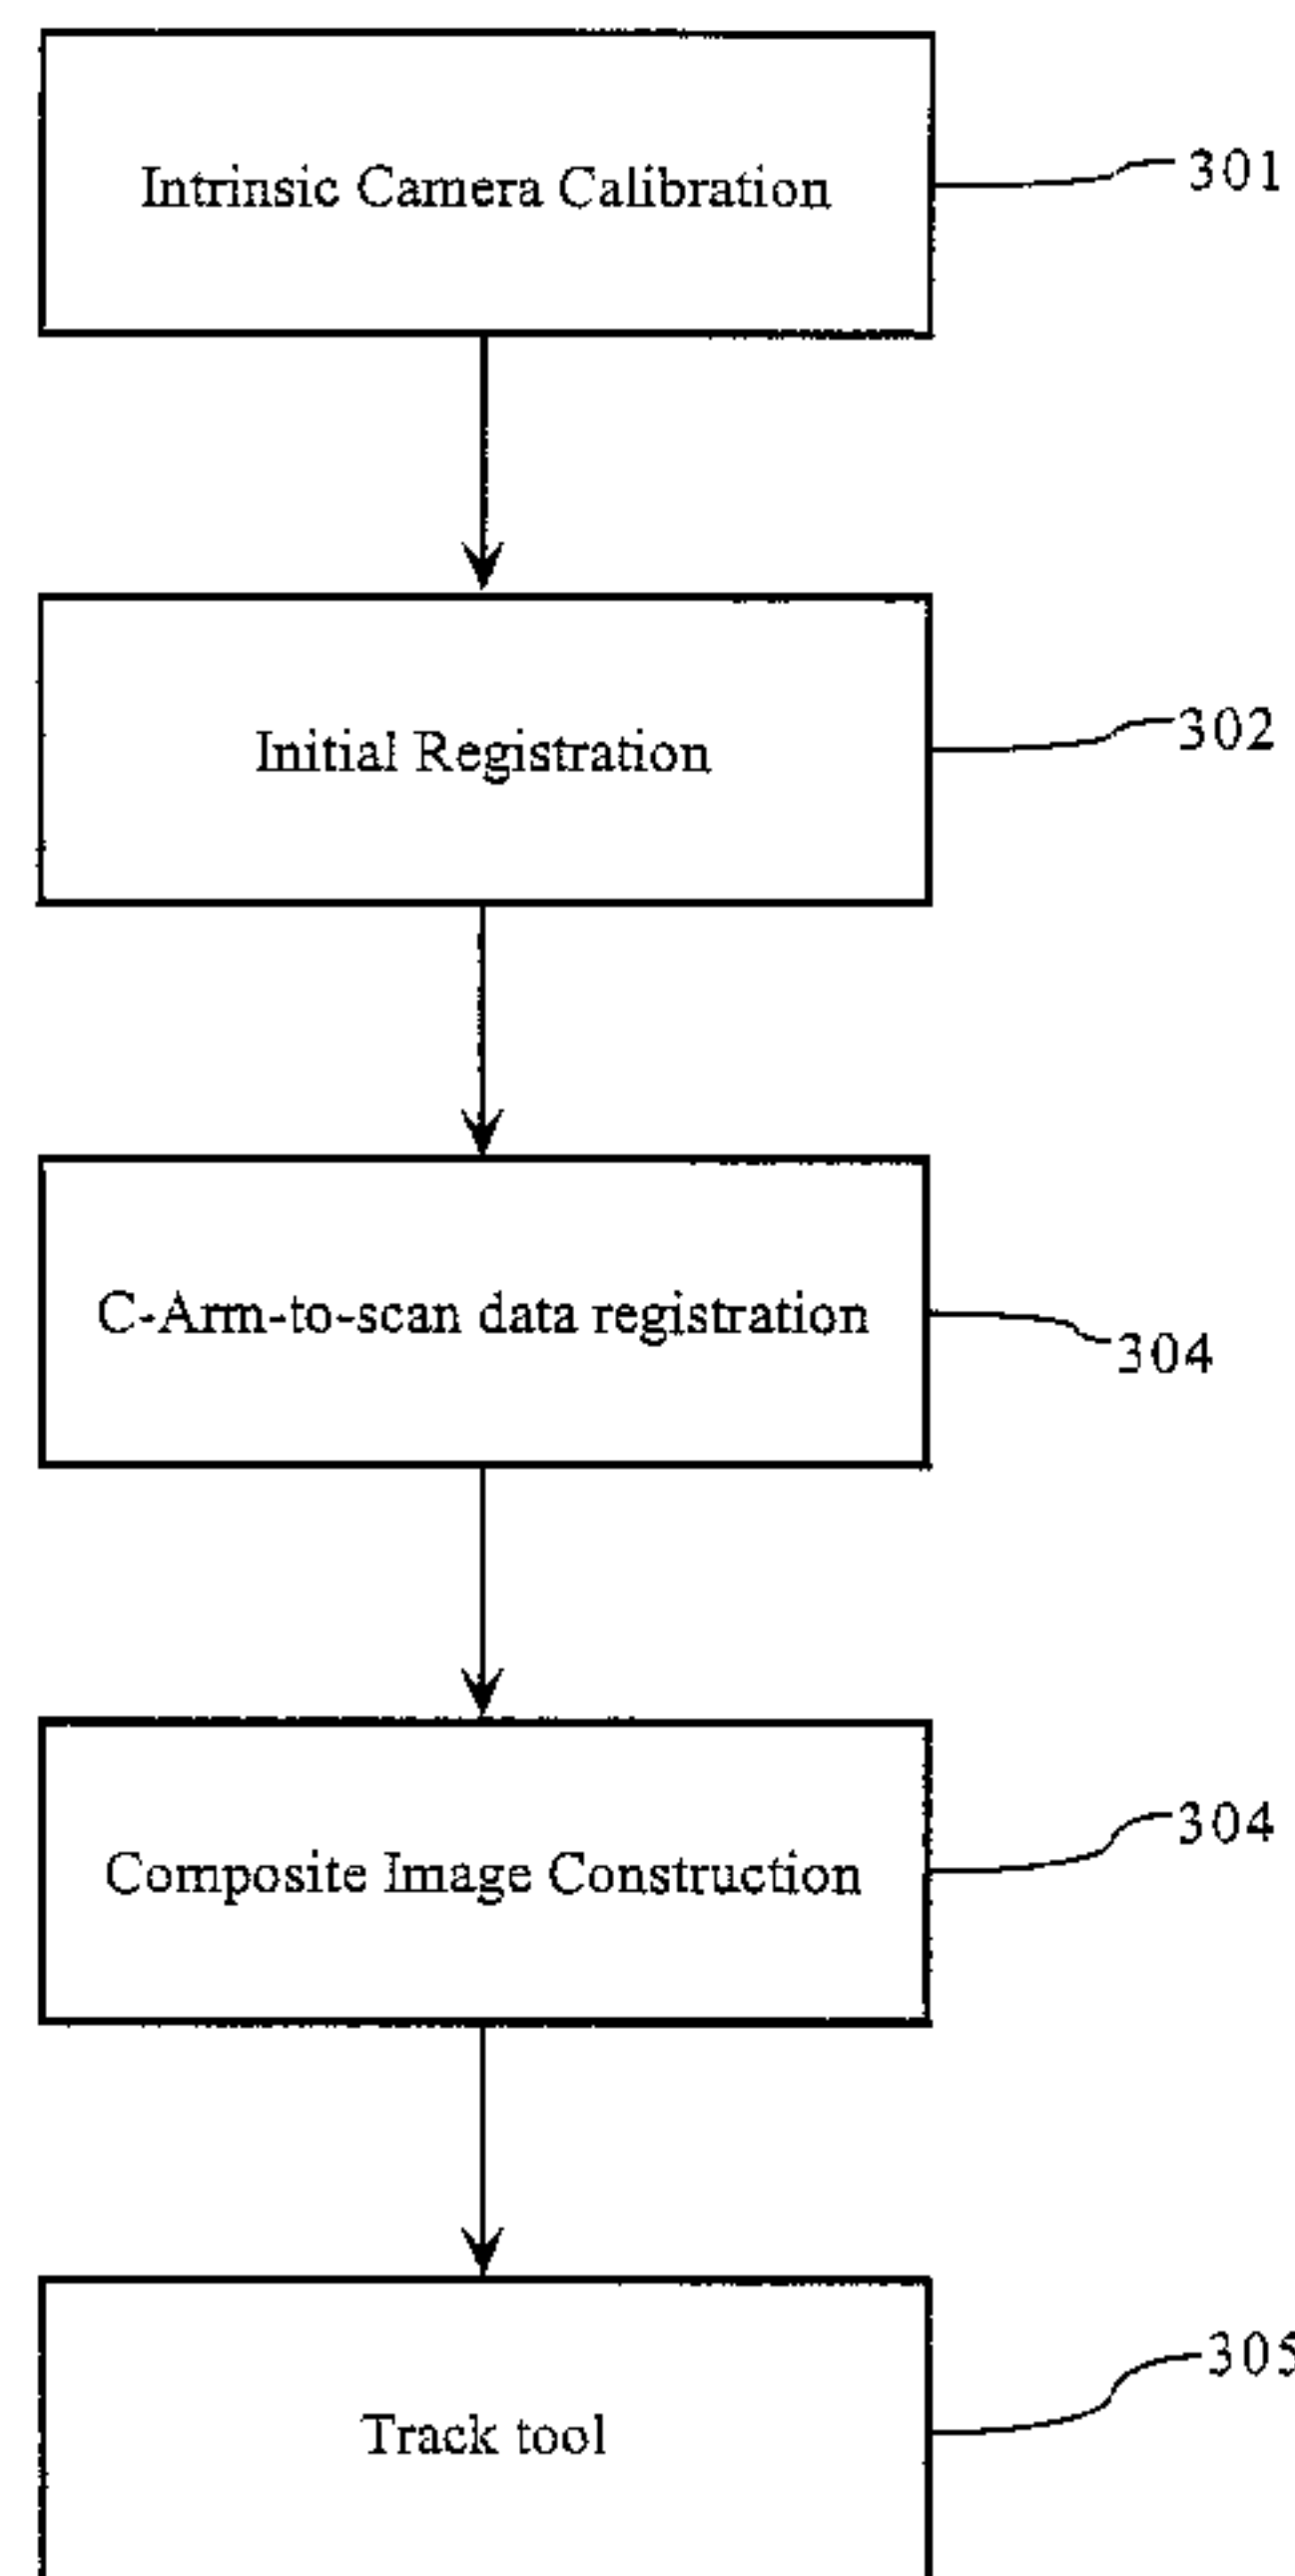 Intrinsic Camera Calibration
301
Initial Registration
302
C-Arm-to-scan data registration
304
Composite Image Construction
304
Track tool
305